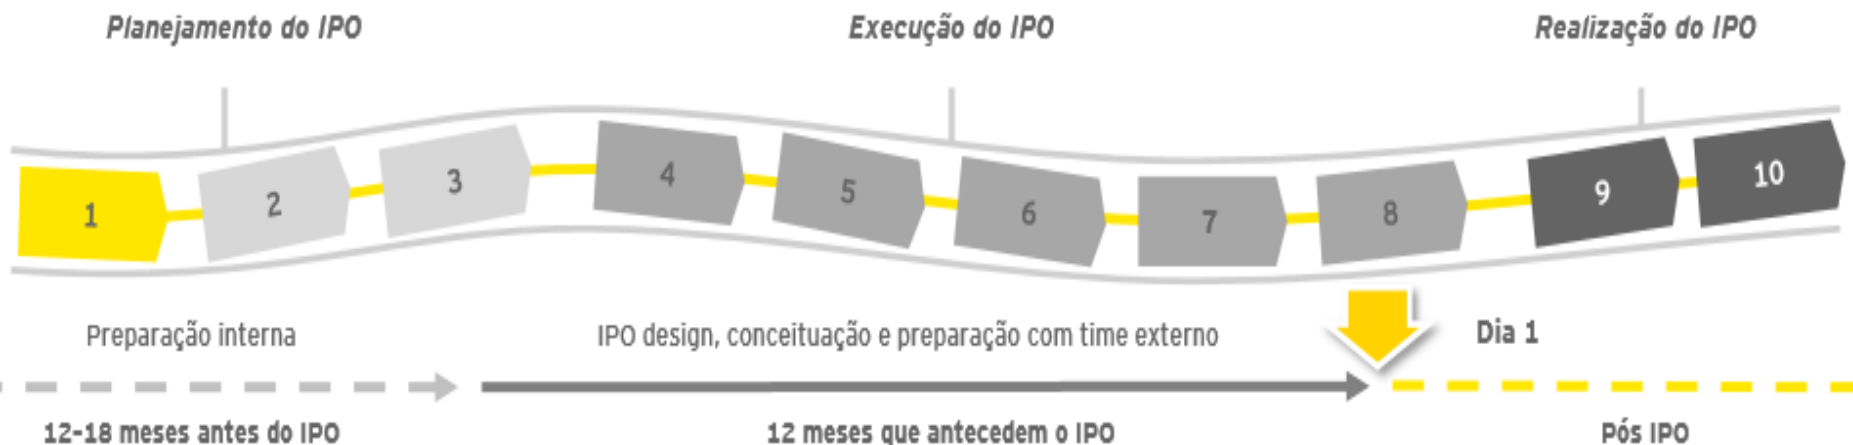 Planejamento do IPO
Execução do IPO
Realização do IPO
1
2
3
4
5
6
7
8
9
10
Preparação interna
IPO design, conceituação e preparação com time externo
Dia 1
12-18 meses antes do IPO
12 meses que antecedem o IPO
Pós IPO